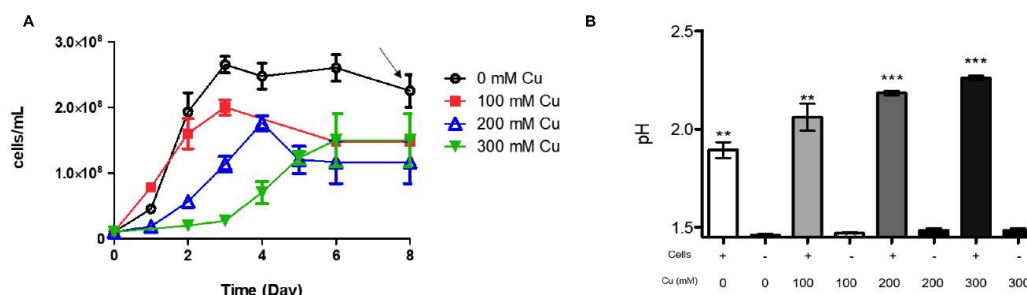 A
3.0×10⁸
2.0×10⁸
1.0×10⁸
0
cells/mL
0 2 4 6 8
Time (Day)
0 mM Cu
100 mM Cu
200 mM Cu
300 mM Cu
B
2.5
2.0
1.5
pH
** ** *** ***
Cells + - + - + - + -
Cu (mM) 0 0 100 100 200 200 300 300